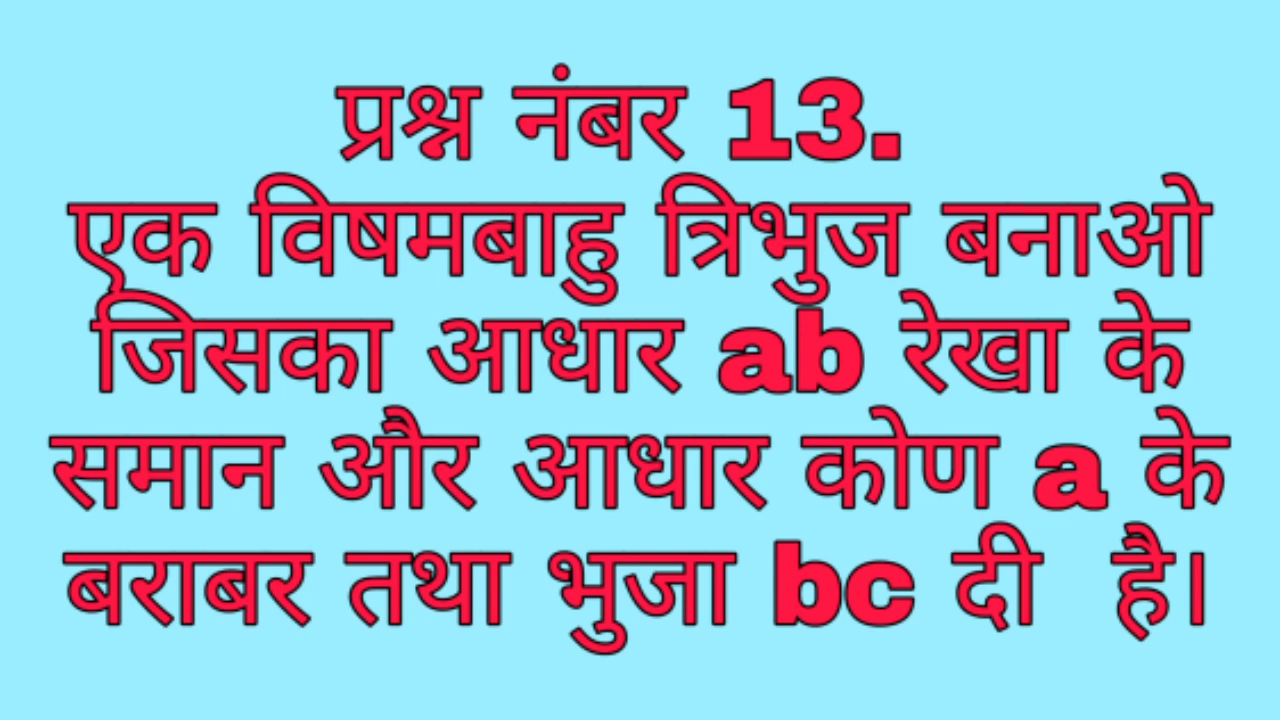 प्रश्न नंबर 13.
एक विषमबाहु त्रिभुज बनाओ
जिसका आधार ab रेखा के
समान और आधार कोण a के
बराबर तथा भुजा bc दी है।